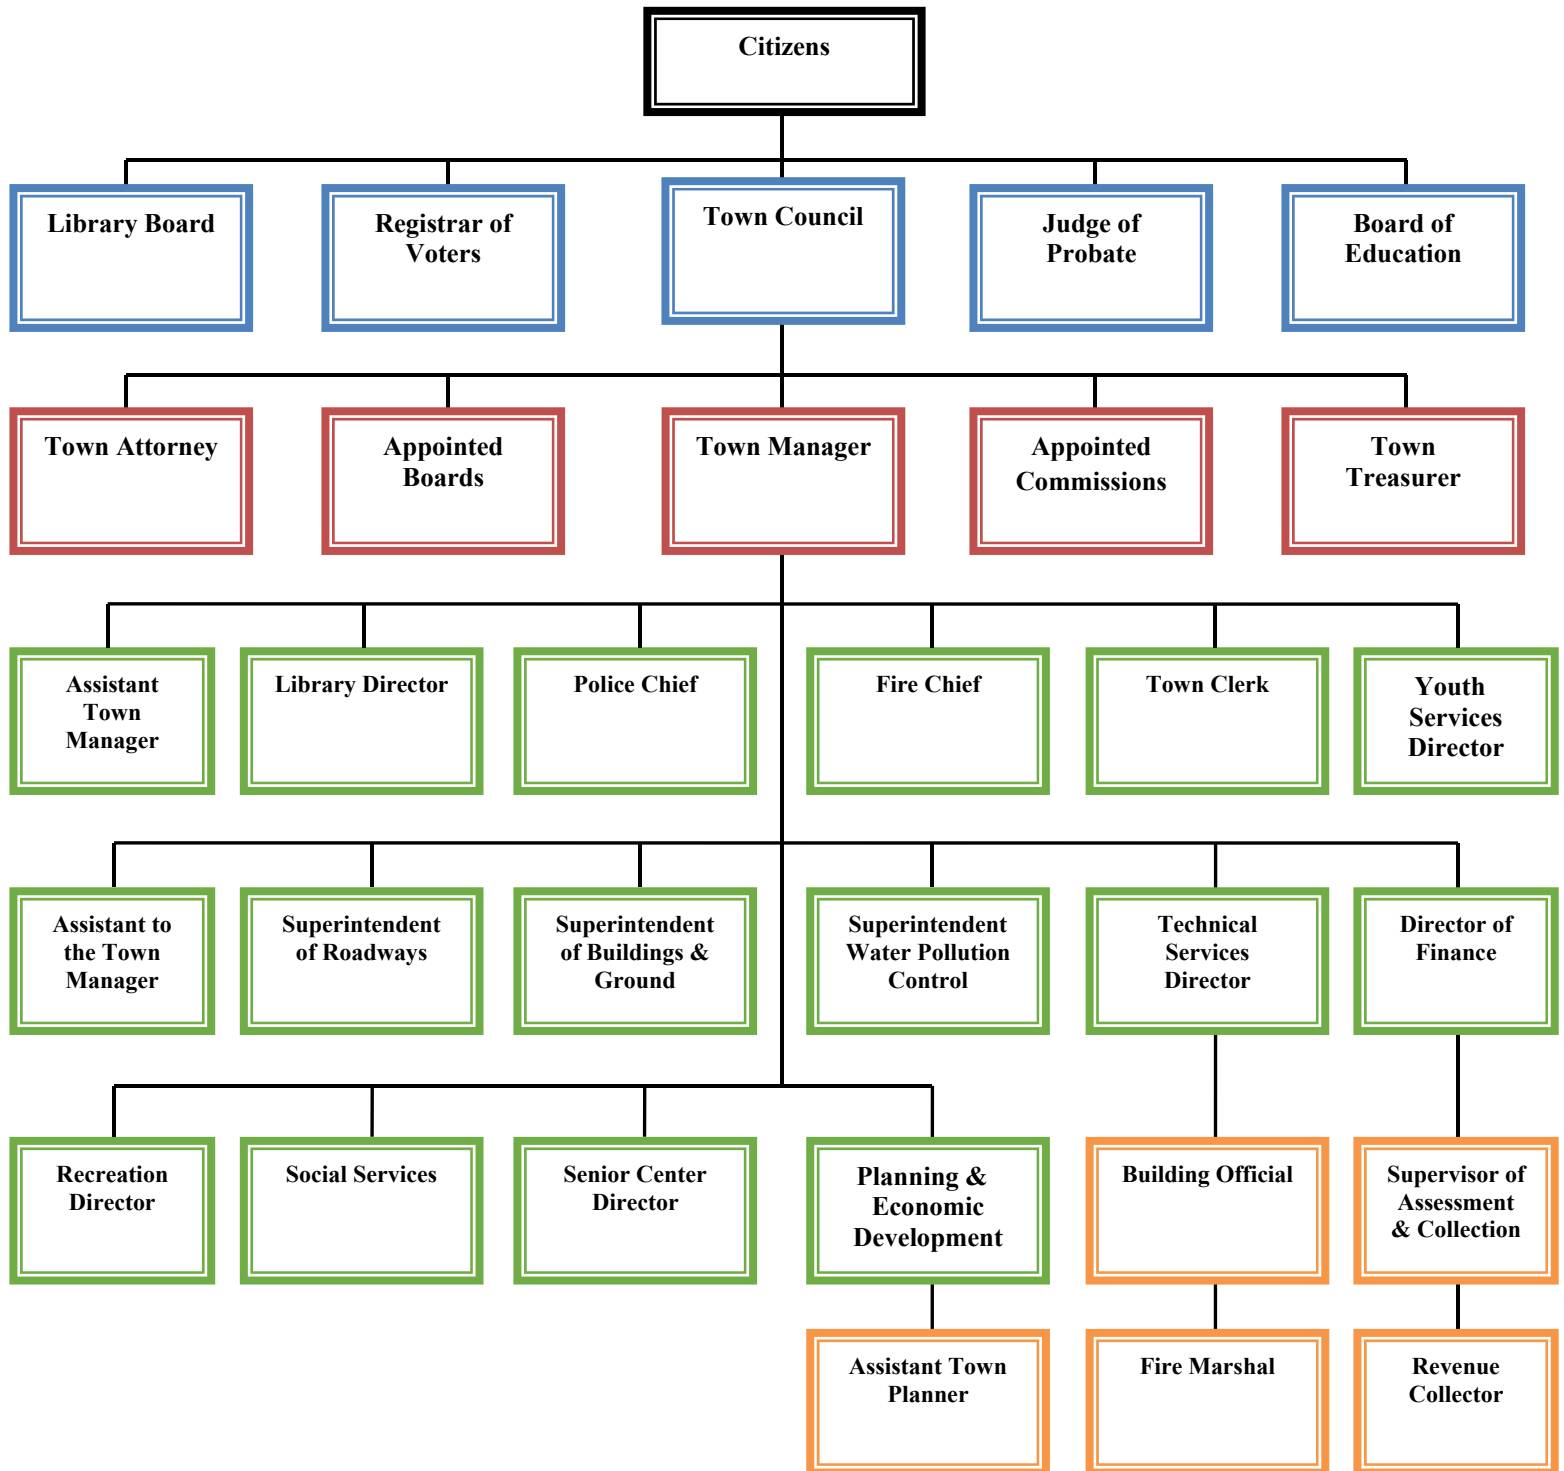 Citizens
Library Board
Registrar of
Voters
Town Council
Judge of
Probate
Board of
Education
Town Attorney
Appointed
Boards
Town Manager
Appointed
Commissions
Town
Treasurer
Assistant
Town
Manager
Library Director
Police Chief
Fire Chief
Town Clerk
Youth
Services
Director
Assistant to
the Town
Manager
Superintendent
of Roadways
Superintendent
of Buildings &
Ground
Superintendent
Water Pollution
Control
Technical
Services
Director
Director of
Finance
Recreation
Director
Social Services
Senior Center
Director
Planning &
Economic
Development
Building Official
Supervisor of
Assessment
& Collection
Assistant Town
Planner
Fire Marshal
Revenue
Collector